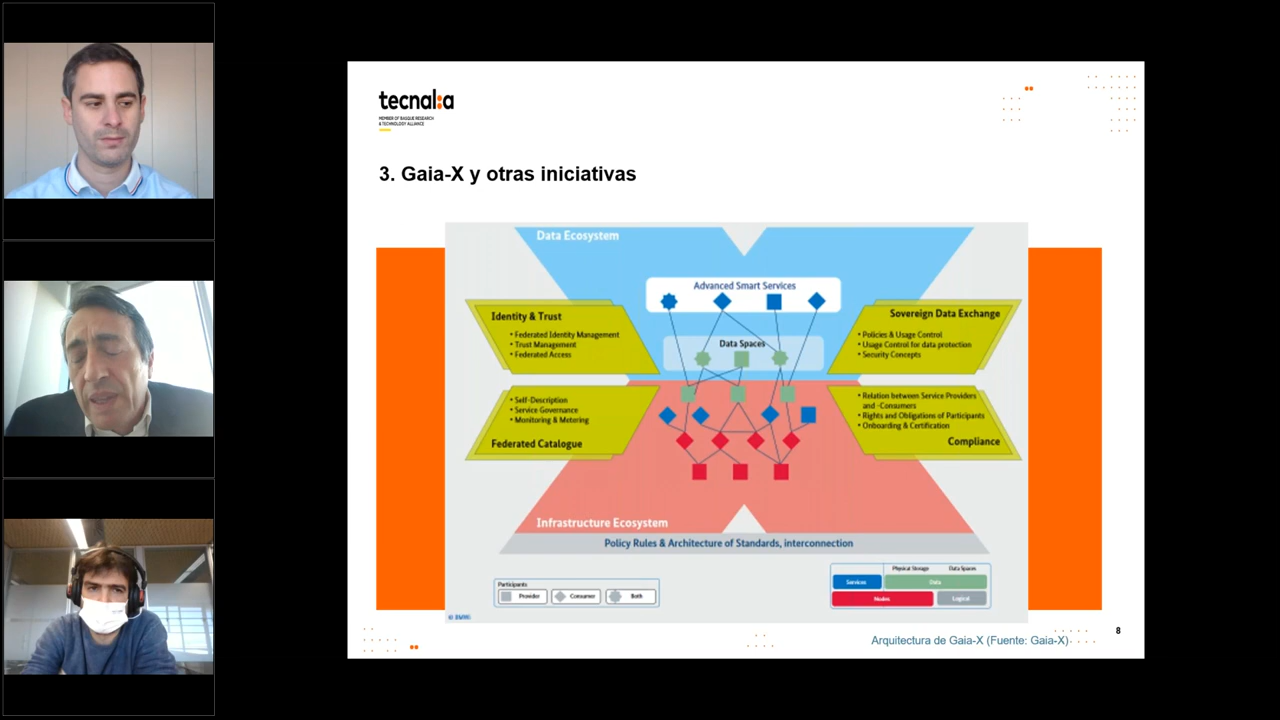 tecnal:a
MEMBER OF BASQUE RESEARCH
& TECHNOLOGY ALLIANCE
3. Gaia-X y otras iniciativas
Data Ecosystem
Advanced Smart Services
Identity & Trust
• Federated Identity Management
• Trust Management
• Federated Access
Sovereign Data Exchange
• Policies & Usage Control
• Usage Control for data protection
• Security Concepts
Data Spaces
• Self-Description
• Service Governance
• Monitoring & Metering
Federated Catalogue
• Relation between Service Providers
and -Consumers
• Rights and Obligations of Participants
• Onboarding & Certification
Compliance
Infrastructure Ecosystem
Policy Rules & Architecture of Standards, interconnection
Participants
Provider
Consumer
Both
Physical Storage
Data Spaces
Services
Data
Nodes
Logical
© BMWi
8
Arquitectura de Gaia-X (Fuente: Gaia-X)